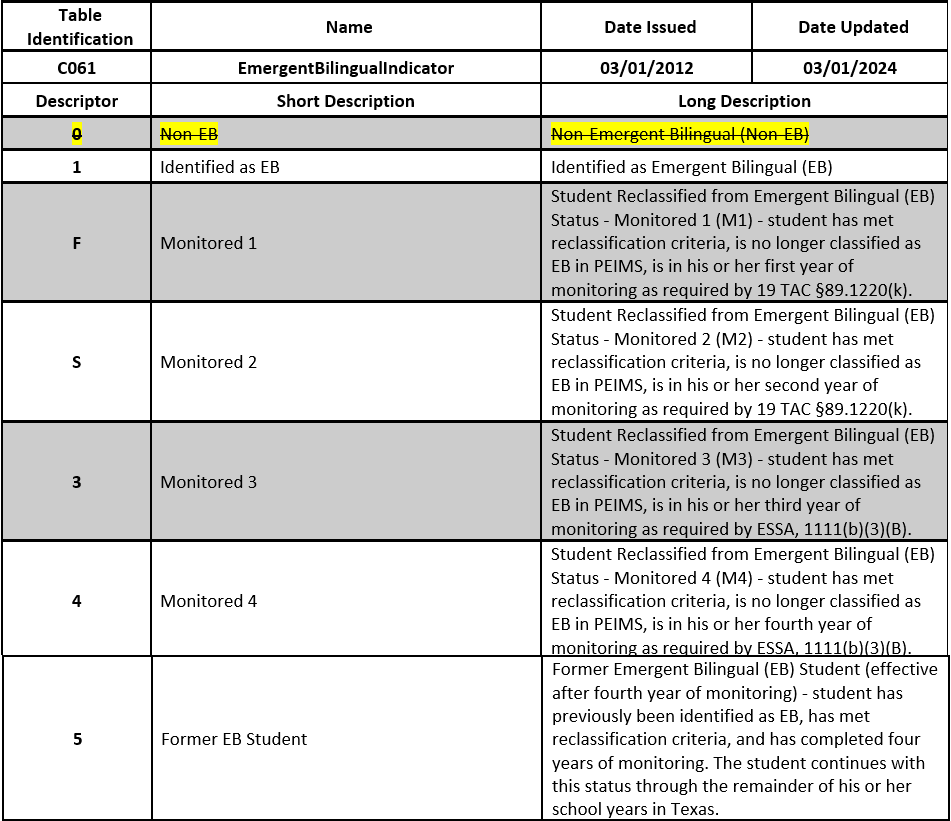 Table Identification Name Date Issued Date Updated
C061 EmergentBilingualIndicator 03/01/2012 03/01/2024
Descriptor Short Description Long Description
0 Non-EB Non-Emergent Bilingual (Non-EB)
1 Identified as EB Identified as Emergent Bilingual (EB)
F Monitored 1
Student Reclassified from Emergent Bilingual (EB)
Status - Monitored 1 (M1) - student has met
reclassification criteria, is no longer classified as
EB in PEIMS, is in his or her first year of
monitoring as required by 19 TAC §89.1220(k).
S Monitored 2
Student Reclassified from Emergent Bilingual (EB)
Status - Monitored 2 (M2) - student has met
reclassification criteria, is no longer classified as
EB in PEIMS, is in his or her second year of
monitoring as required by 19 TAC §89.1220(k).
3 Monitored 3
Student Reclassified from Emergent Bilingual (EB)
Status - Monitored 3 (M3) - student has met
reclassification criteria, is no longer classified as
EB in PEIMS, is in his or her third year of
monitoring as required by ESSA, 1111(b)(3)(B).
4 Monitored 4
Student Reclassified from Emergent Bilingual (EB)
Status - Monitored 4 (M4) - student has met
reclassification criteria, is no longer classified as
EB in PEIMS, is in his or her fourth year of
monitoring as required by ESSA, 1111(b)(3)(B).
5 Former EB Student
Former Emergent Bilingual (EB) Student (effective
after fourth year of monitoring) - student has
previously been identified as EB, has met
reclassification criteria, and has completed four
years of monitoring. The student continues with
this status through the remainder of his or her
school years in Texas.